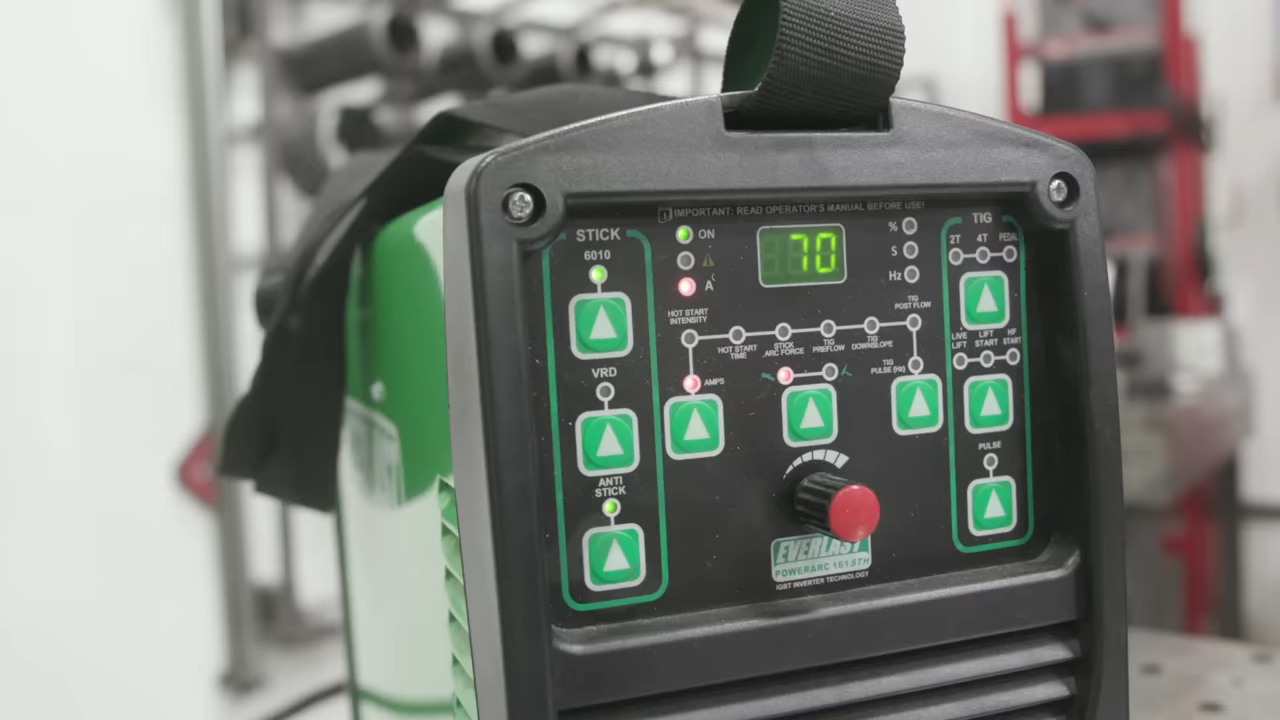 IMPORTANT: READ OPERATOR'S MANUAL BEFORE USE!
STICK
6010
VRD
ANTI
STICK
ON
A
70
%
S
Hz
HOT START
INTENSITY
HOT START
TIME
STICK
ARC FORCE
TIG
PREFLOW
TIG
DOWNSLOPE
TIG
POST FLOW
TIG
PULSE (Hz)
AMPS
TIG
2T 4T PEDAL
LIVE
LIFT
LIFT
START
HF
START
PULSE
EVERLAST
POWERARC 161STH
IGBT INVERTER TECHNOLOGY